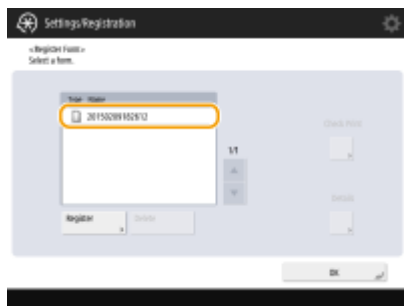 Settings/Registration
<Register Form>
Select a form.
Type Name
20150209102812
1/1
Check Print
Register
Delete
Details
OK